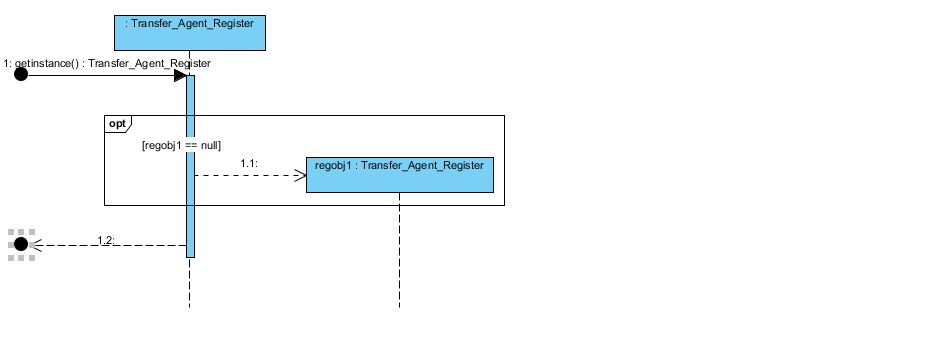 : Transfer_Agent_Register
1: getinstance() : Transfer_Agent_Register
opt
[regobj1 == null]
1.1:
regobj1 : Transfer_Agent_Register
1.2: